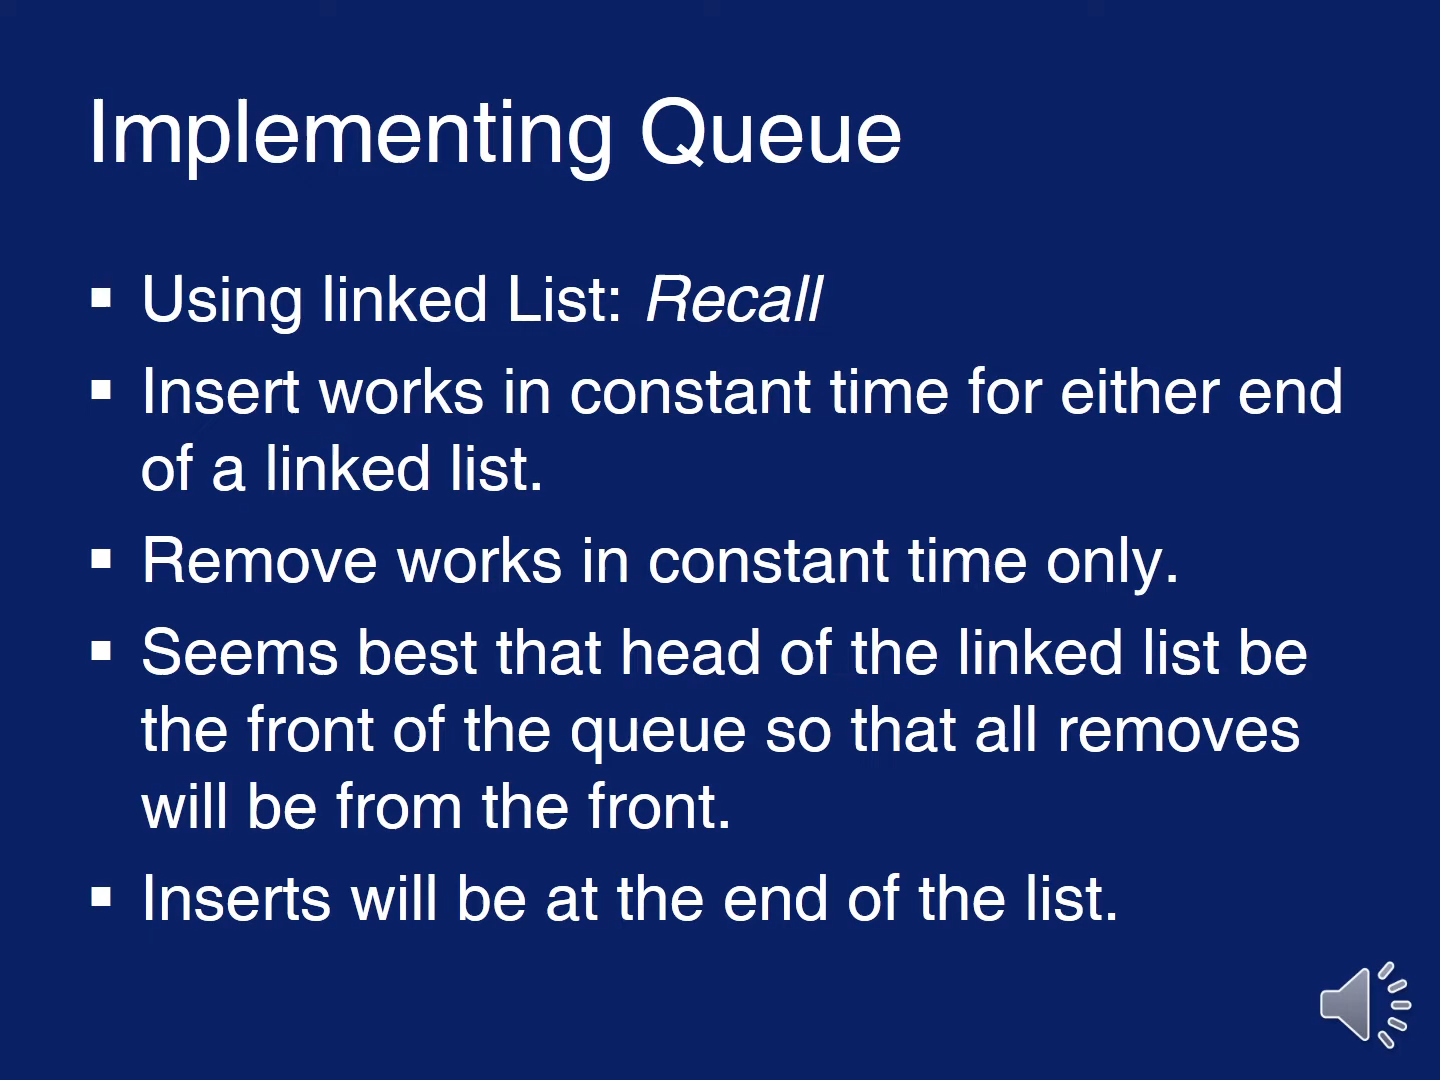 Implementing Queue
▪ Using linked List: Recall
▪ Insert works in constant time for either end
of a linked list.
▪ Remove works in constant time only.
▪ Seems best that head of the linked list be
the front of the queue so that all removes
will be from the front.
▪ Inserts will be at the end of the list.